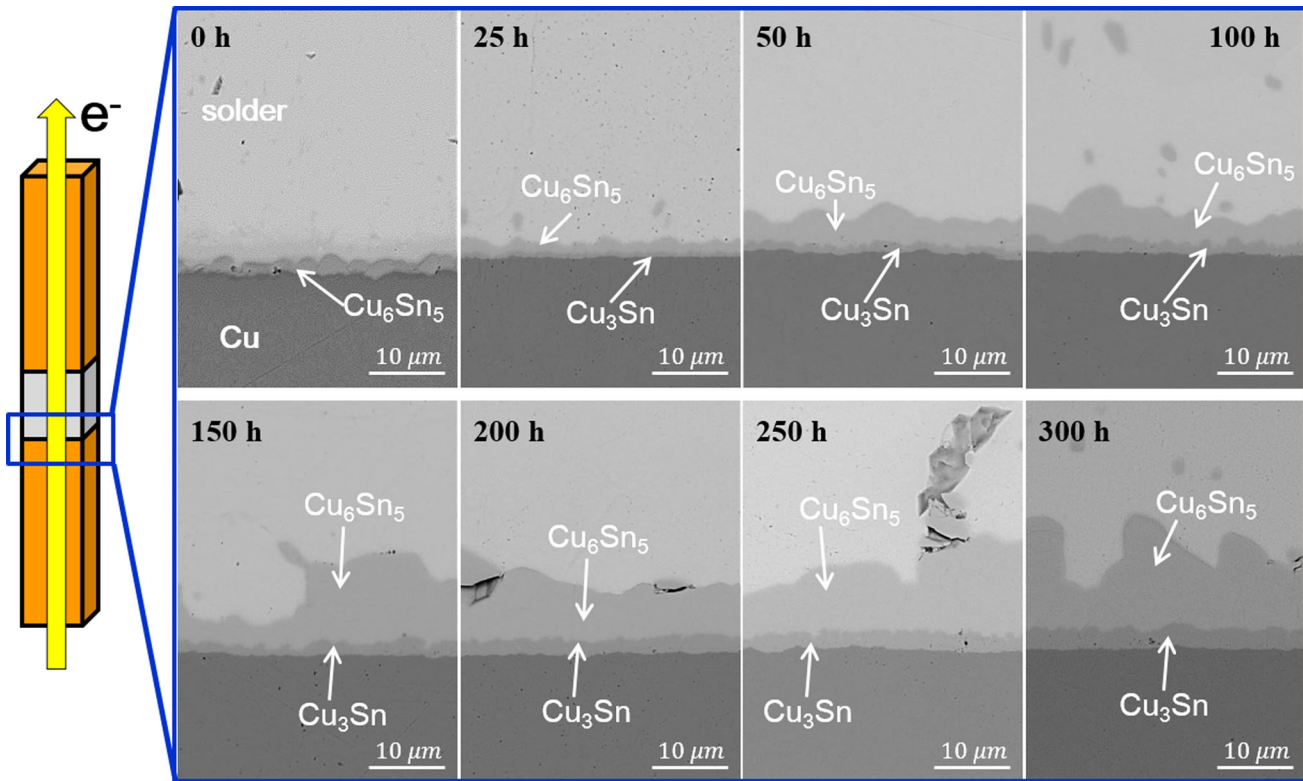 e⁻
0 h
solder
Cu₆Sn₅
Cu
10 μm
25 h
Cu₆Sn₅
Cu₃Sn
10 μm
50 h
Cu₆Sn₅
Cu₃Sn
10 μm
100 h
Cu₆Sn₅
Cu₃Sn
10 μm
150 h
Cu₆Sn₅
Cu₃Sn
10 μm
200 h
Cu₆Sn₅
Cu₃Sn
10 μm
250 h
Cu₆Sn₅
Cu₃Sn
10 μm
300 h
Cu₆Sn₅
Cu₃Sn
10 μm